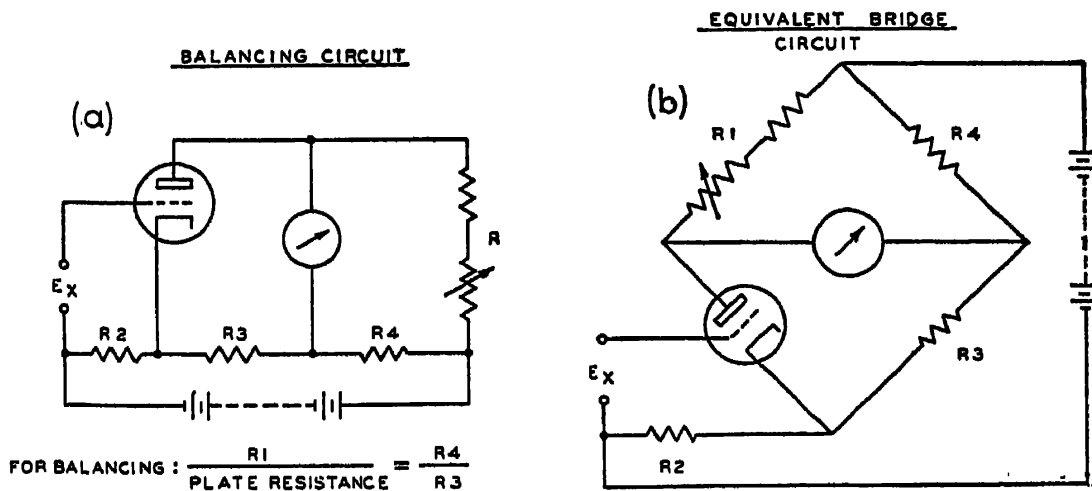 BALANCING CIRCUIT
(a)
Ex
R2
R3
R4
R
FOR BALANCING: R1 / PLATE RESISTANCE = R4 / R3
EQUIVALENT BRIDGE
CIRCUIT
(b)
R1
R4
R3
Ex
R2